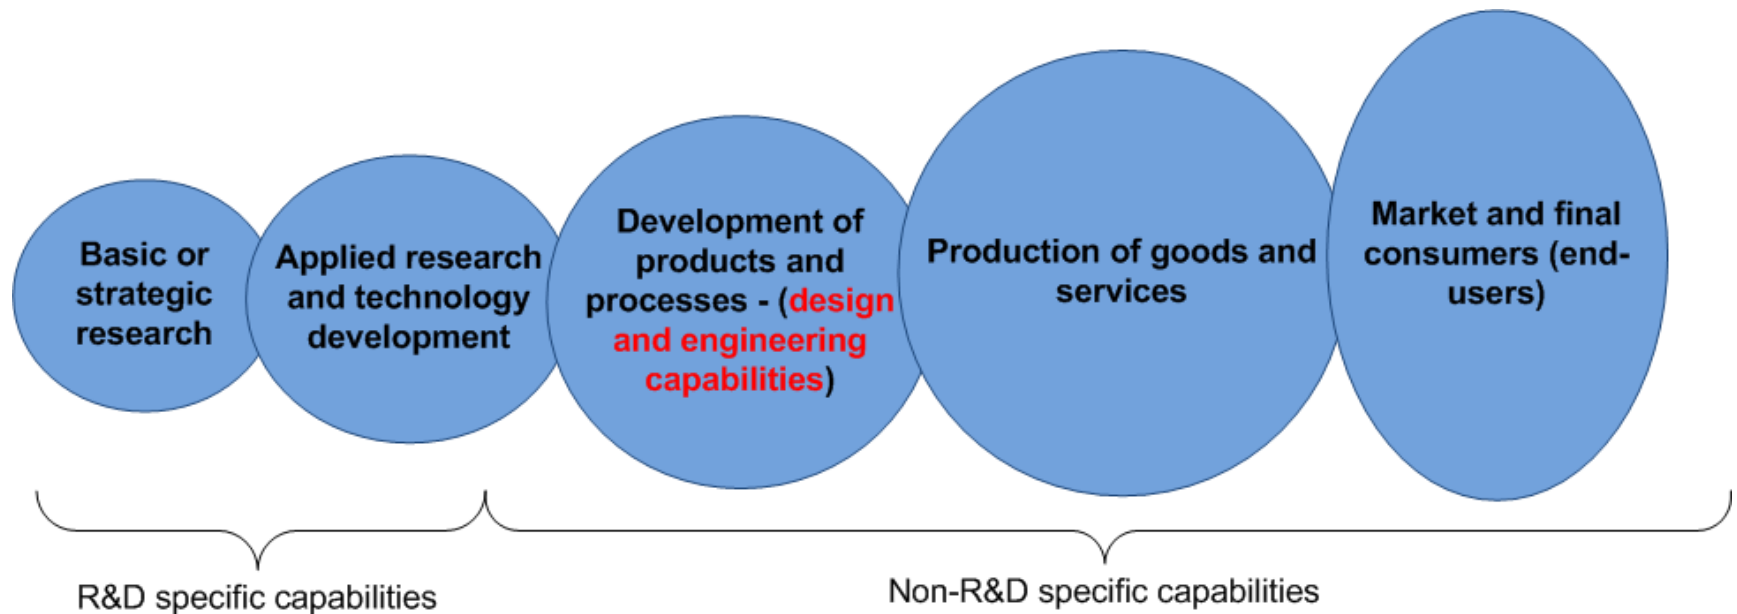 Basic or
strategic
research
Applied research
and technology
development
Development of
products and
processes - (design
and engineering
capabilities)
Production of goods and
services
Market and final
consumers (end-
users)
R&D specific capabilities
Non-R&D specific capabilities